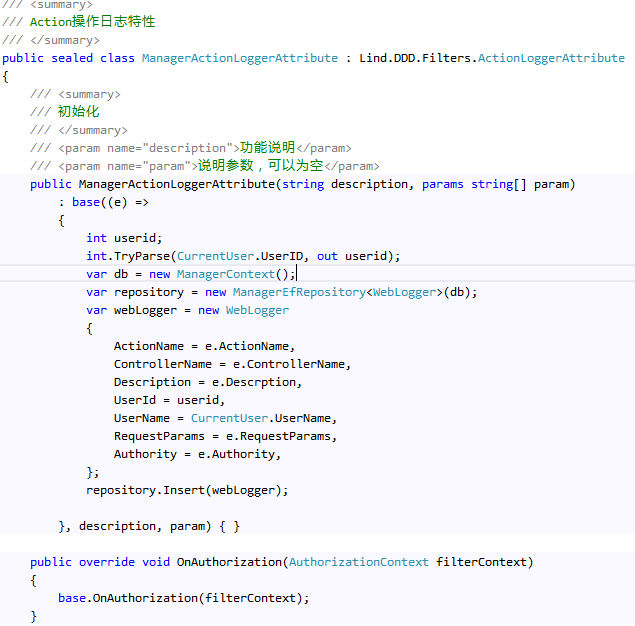 /// <summary>
/// Action操作日志特性
/// </summary>
public sealed class ManagerActionLoggerAttribute : Lind.DDD.Filters.ActionLoggerAttribute
{
    /// <summary>
    /// 初始化
    /// </summary>
    /// <param name="description">功能说明</param>
    /// <param name="param">说明参数，可以为空</param>
    public ManagerActionLoggerAttribute(string description, params string[] param)
        : base((e) =>
        {
            int userid;
            int.TryParse(CurrentUser.UserID, out userid);
            var db = new ManagerContext();
            var repository = new ManagerEfRepository<WebLogger>(db);
            var webLogger = new WebLogger
            {
                ActionName = e.ActionName,
                ControllerName = e.ControllerName,
                Description = e.Descrption,
                UserId = userid,
                UserName = CurrentUser.UserName,
                RequestParams = e.RequestParams,
                Authority = e.Authority,
            };
            repository.Insert(webLogger);
        }, description, param) { }
    public override void OnAuthorization(AuthorizationContext filterContext)
    {
        base.OnAuthorization(filterContext);
    }